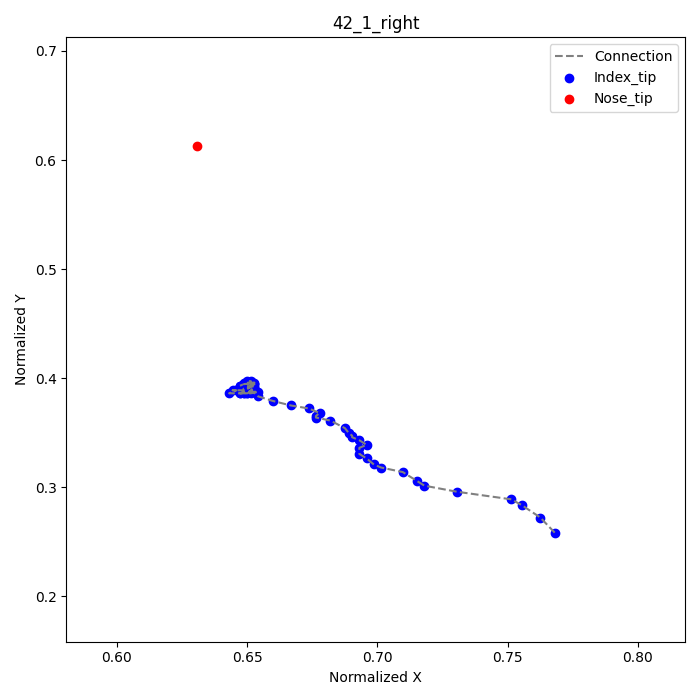 42_1_right
Connection
Index_tip
Nose_tip
0.7
0.6
0.5
0.4
0.3
0.2
Normalized Y
0.60 0.65 0.70 0.75 0.80
Normalized X